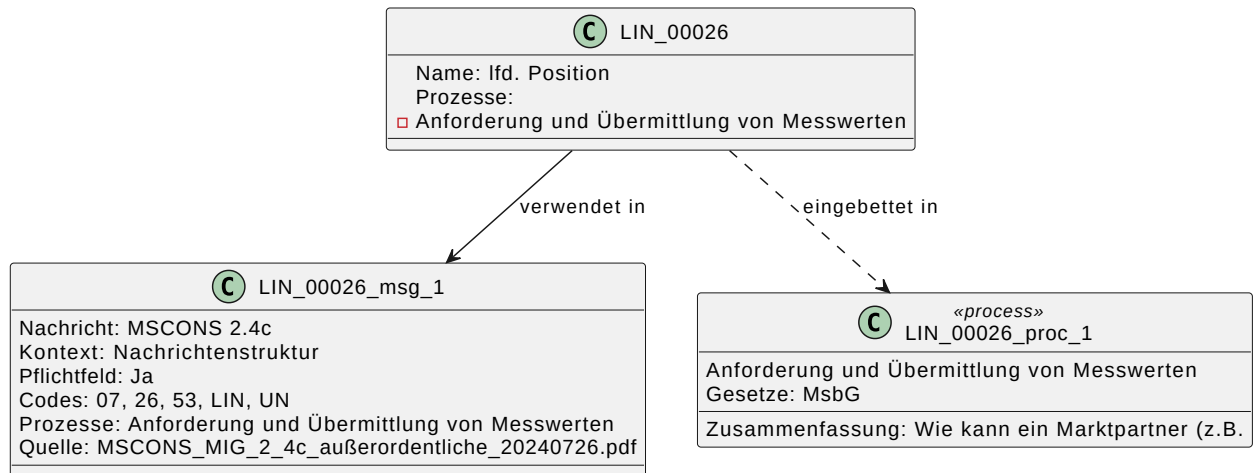 C LIN_00026
Name: lfd. Position
Prozesse:
Anforderung und Übermittlung von Messwerten
verwendet in
eingebettet in
C LIN_00026_msg_1
Nachricht: MSCONS 2.4c
Kontext: Nachrichtenstruktur
Pflichtfeld: Ja
Codes: 07, 26, 53, LIN, UN
Prozesse: Anforderung und Übermittlung von Messwerten
Quelle: MSCONS_MIG_2_4c_außerordentliche_20240726.pdf
«process»
C LIN_00026_proc_1
Anforderung und Übermittlung von Messwerten
Gesetze: MsbG
Zusammenfassung: Wie kann ein Marktpartner (z.B.